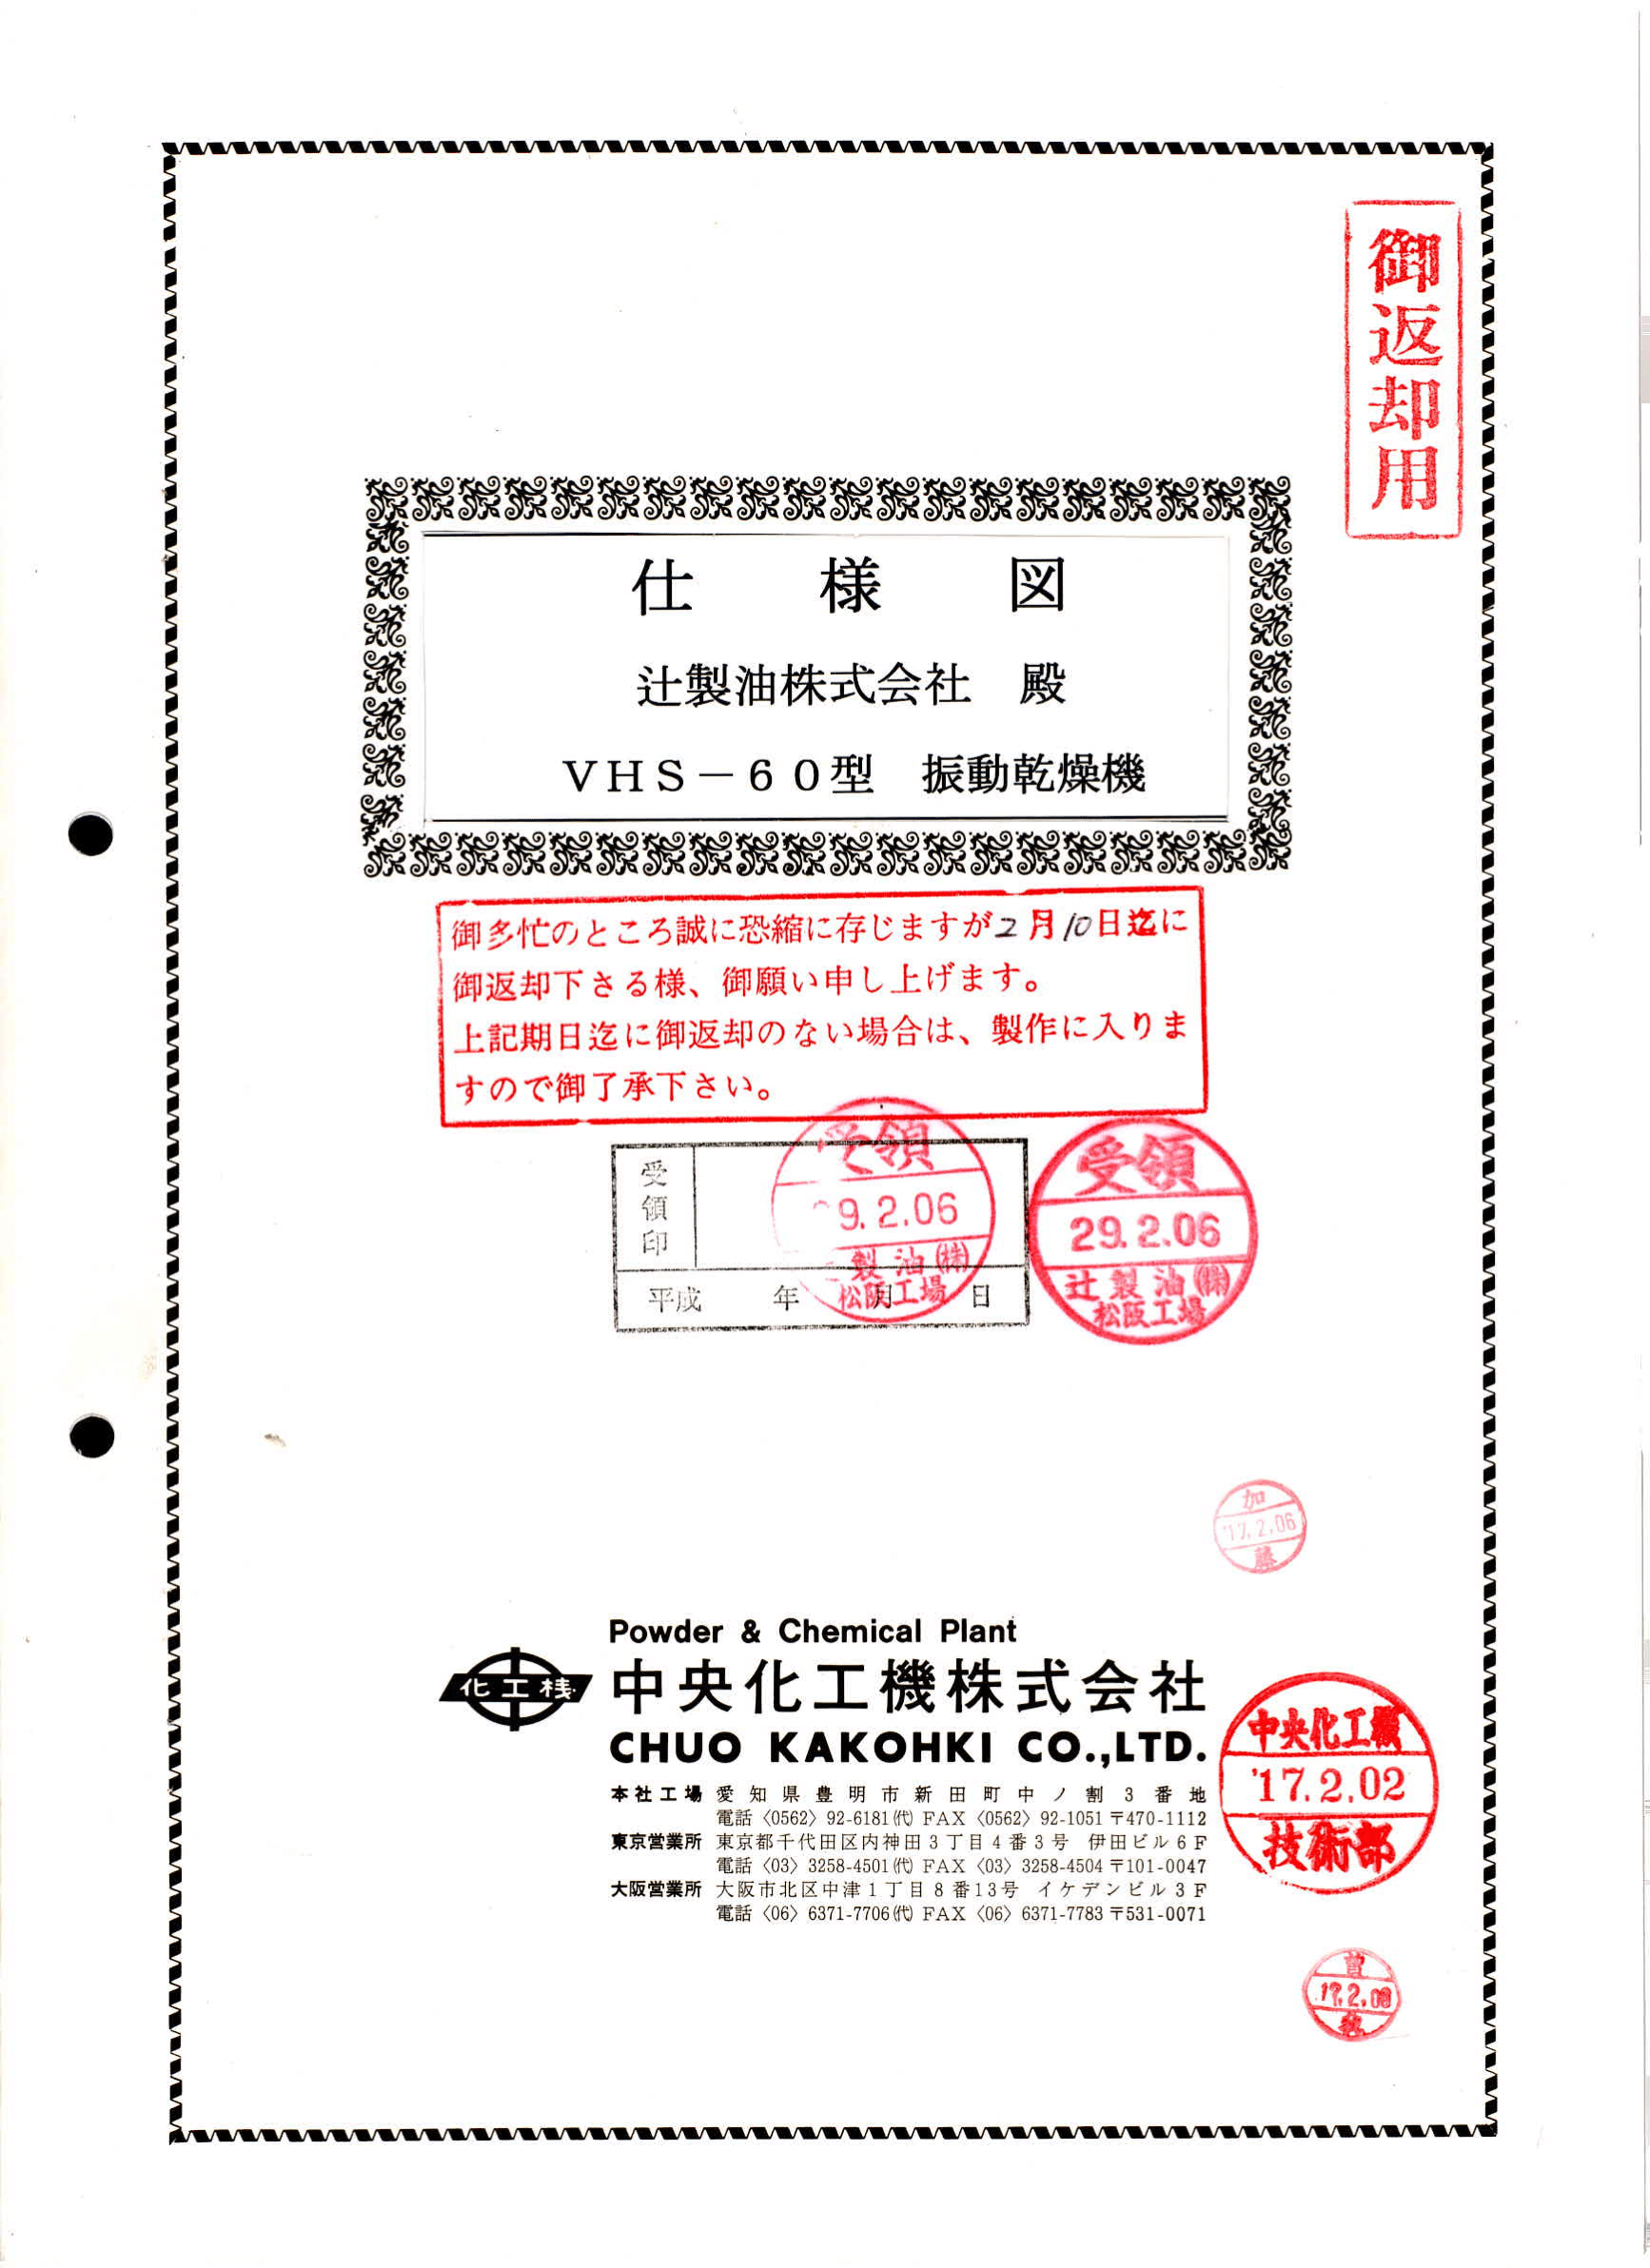 御返却用
仕様図
辻製油株式会社　殿
VHS－60型　振動乾燥機
御多忙のところ誠に恐縮に存じますが2月10日迄に
御返却下さる様、御願い申し上げます。
上記期日迄に御返却のない場合は、製作に入りま
すので御了承下さい。
受領印
平成　年　月　日
受領
9.2.06
製油㈱
松阪工場
受領
29.2.06
辻製油㈱
松阪工場
加
'17.2.06
藤
Powder & Chemical Plant
化工機
中央化工機株式会社
CHUO KAKOHKI CO.,LTD.
本社工場 愛知県豊明市新田町中ノ割3番地
電話〈0562〉92-6181㈹ FAX〈0562〉92-1051 〒470-1112
東京営業所 東京都千代田区内神田3丁目4番3号 伊田ビル6F
電話〈03〉3258-4501㈹ FAX〈03〉3258-4504 〒101-0047
大阪営業所 大阪市北区中津1丁目8番13号 イケデンビル3F
電話〈06〉6371-7706㈹ FAX〈06〉6371-7783 〒531-0071
中央化工機
'17.2.02
技術部